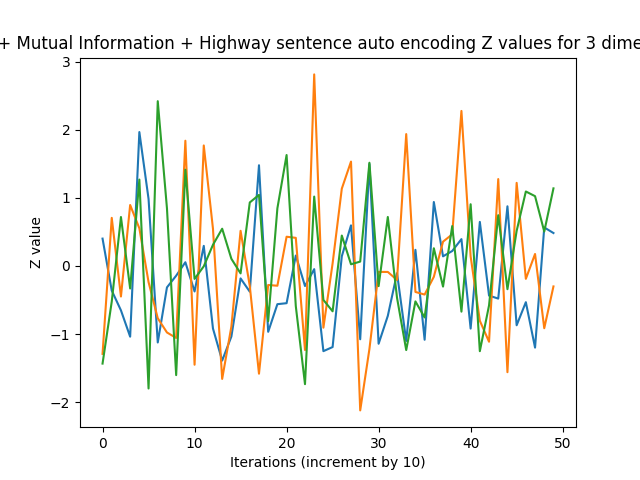 + Mutual Information + Highway sentence auto encoding Z values for 3 dime
3
2
1
0
−1
−2
Z value
0 10 20 30 40 50
Iterations (increment by 10)